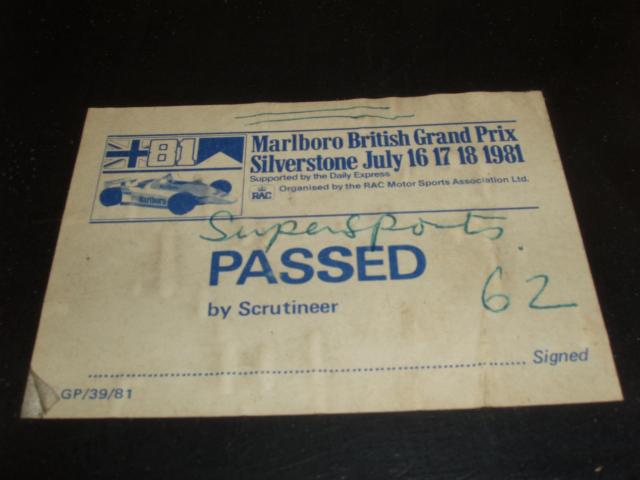 81
Marlboro British Grand Prix
Silverstone July 16 17 18 1981
Supported by the Daily Express
RAC
Organised by the RAC Motor Sports Association Ltd.
Marlboro
Supersports.
PASSED
62
by Scrutineer
Signed
GP/39/81